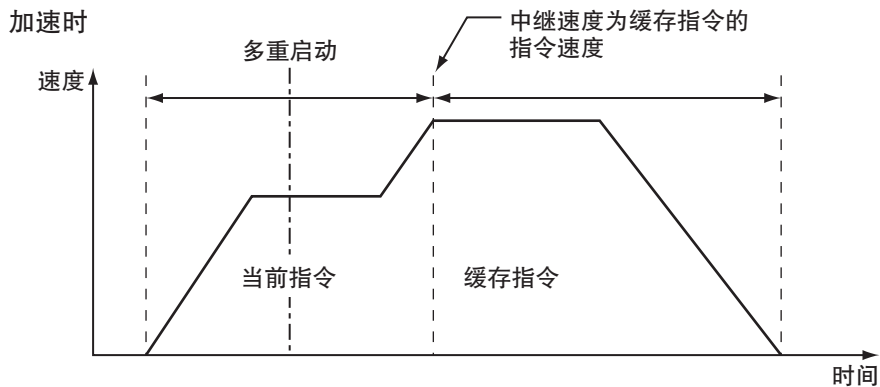 加速时
中继速度为缓存指令的
指令速度
多重启动
速度
当前指令
缓存指令
时间